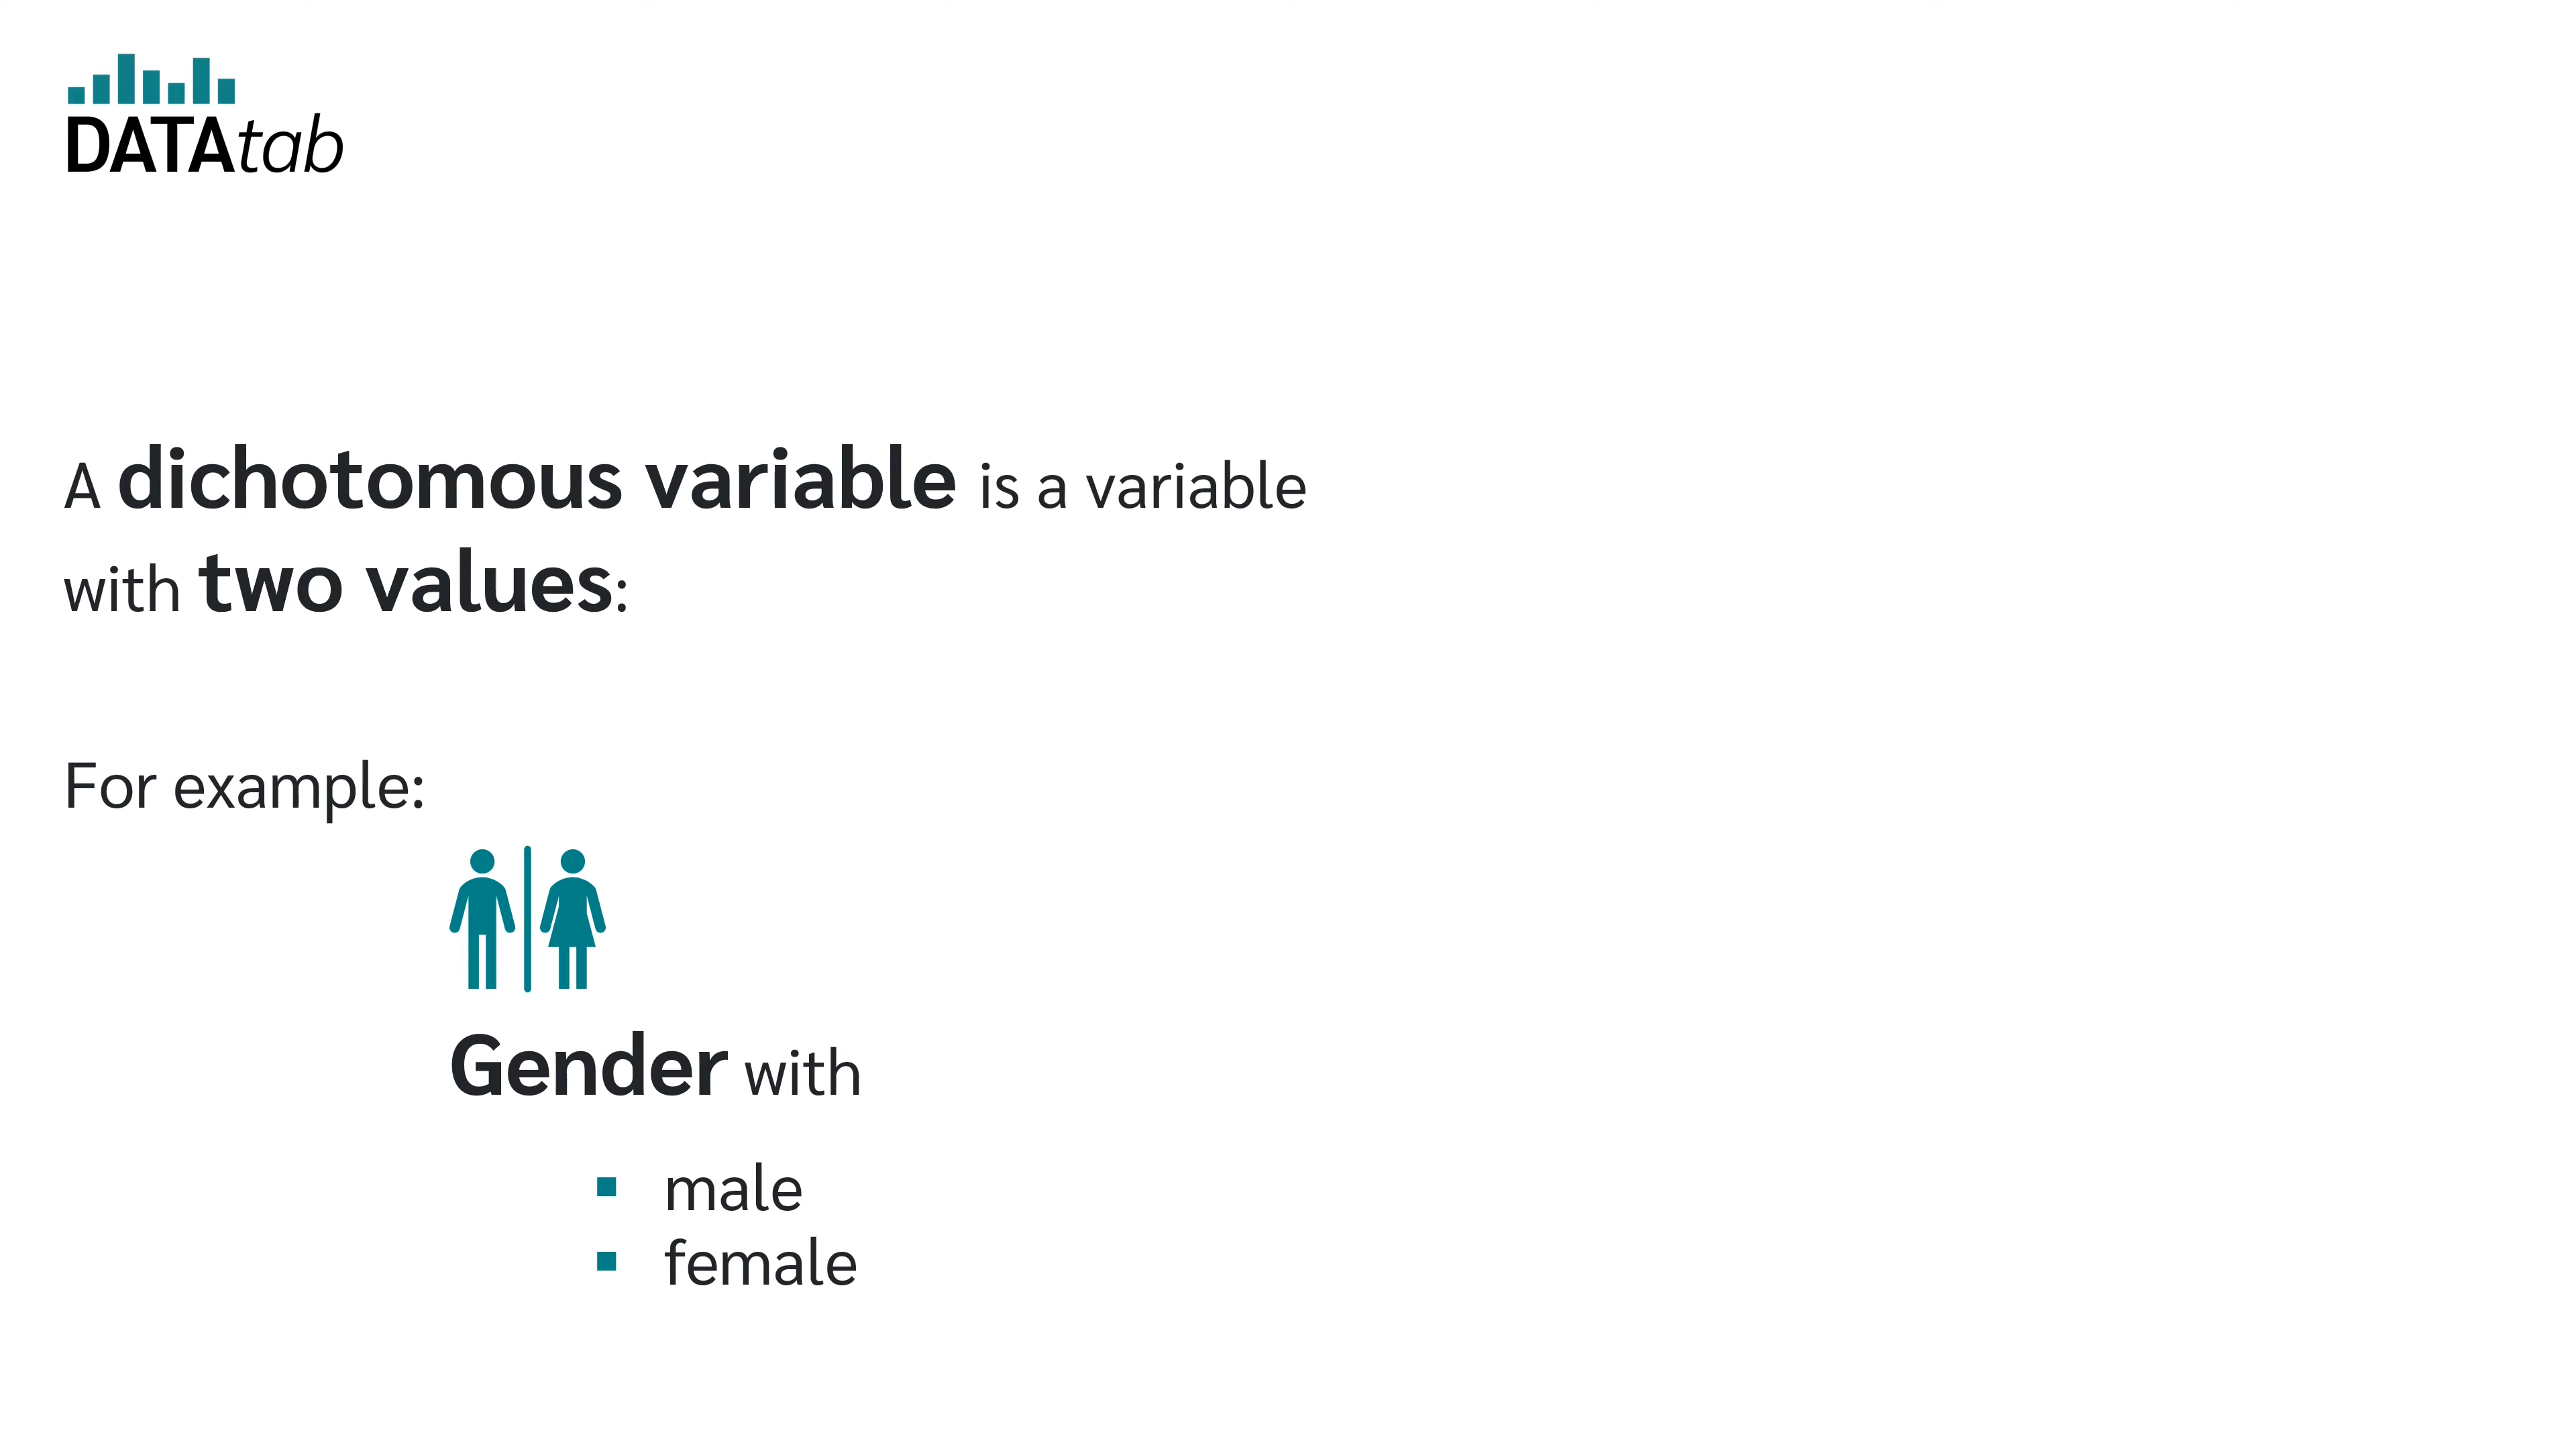 DATAtab
A dichotomous variable is a variable
with two values:
For example:
Gender with
▪ male
▪ female